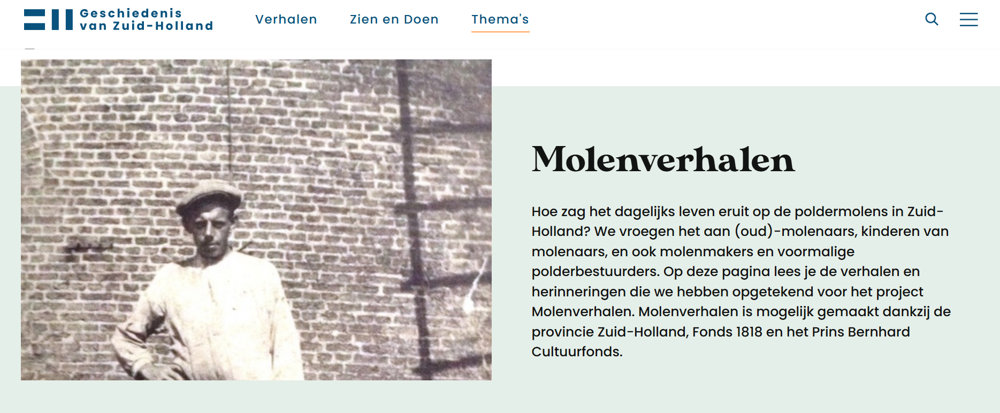 Geschiedenis
van Zuid-Holland
Verhalen
Zien en Doen
Thema's
Molenverhalen
Hoe zag het dagelijks leven eruit op de poldermolens in Zuid-
Holland? We vroegen het aan (oud)-molenaars, kinderen van
molenaars, en ook molenmakers en voormalige
polderbestuurders. Op deze pagina lees je de verhalen en
herinneringen die we hebben opgetekend voor het project
Molenverhalen. Molenverhalen is mogelijk gemaakt dankzij de
provincie Zuid-Holland, Fonds 1818 en het Prins Bernhard
Cultuurfonds.